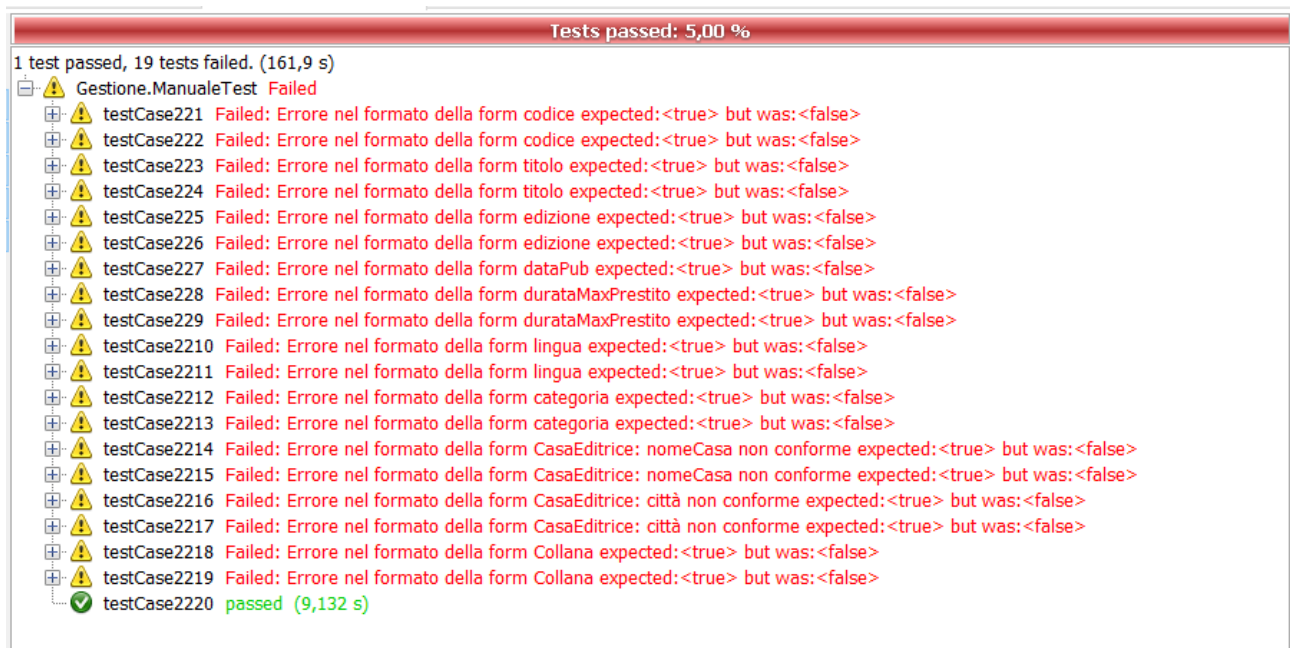 Tests passed: 5,00 %
1 test passed, 19 tests failed. (161,9 s)
Gestione.ManualeTest Failed
testCase221 Failed: Errore nel formato della form codice expected:<true> but was:<false>
testCase222 Failed: Errore nel formato della form codice expected:<true> but was:<false>
testCase223 Failed: Errore nel formato della form titolo expected:<true> but was:<false>
testCase224 Failed: Errore nel formato della form titolo expected:<true> but was:<false>
testCase225 Failed: Errore nel formato della form edizione expected:<true> but was:<false>
testCase226 Failed: Errore nel formato della form edizione expected:<true> but was:<false>
testCase227 Failed: Errore nel formato della form dataPub expected:<true> but was:<false>
testCase228 Failed: Errore nel formato della form durataMaxPrestito expected:<true> but was:<false>
testCase229 Failed: Errore nel formato della form durataMaxPrestito expected:<true> but was:<false>
testCase2210 Failed: Errore nel formato della form lingua expected:<true> but was:<false>
testCase2211 Failed: Errore nel formato della form lingua expected:<true> but was:<false>
testCase2212 Failed: Errore nel formato della form categoria expected:<true> but was:<false>
testCase2213 Failed: Errore nel formato della form categoria expected:<true> but was:<false>
testCase2214 Failed: Errore nel formato della form CasaEditrice: nomeCasa non conforme expected:<true> but was:<false>
testCase2215 Failed: Errore nel formato della form CasaEditrice: nomeCasa non conforme expected:<true> but was:<false>
testCase2216 Failed: Errore nel formato della form CasaEditrice: città non conforme expected:<true> but was:<false>
testCase2217 Failed: Errore nel formato della form CasaEditrice: città non conforme expected:<true> but was:<false>
testCase2218 Failed: Errore nel formato della form Collana expected:<true> but was:<false>
testCase2219 Failed: Errore nel formato della form Collana expected:<true> but was:<false>
testCase2220 passed (9,132 s)